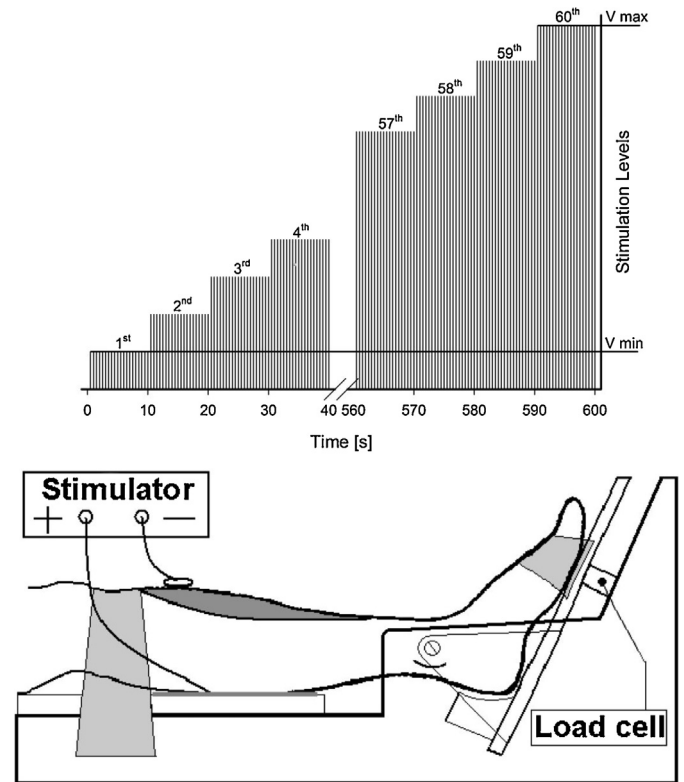 60th
V max
59th
58th
57th
4th
3rd
2nd
1st
V min
Stimulation Levels
0 10 20 30 40 560 570 580 590 600
Time [s]
Stimulator
+ —
Load cell